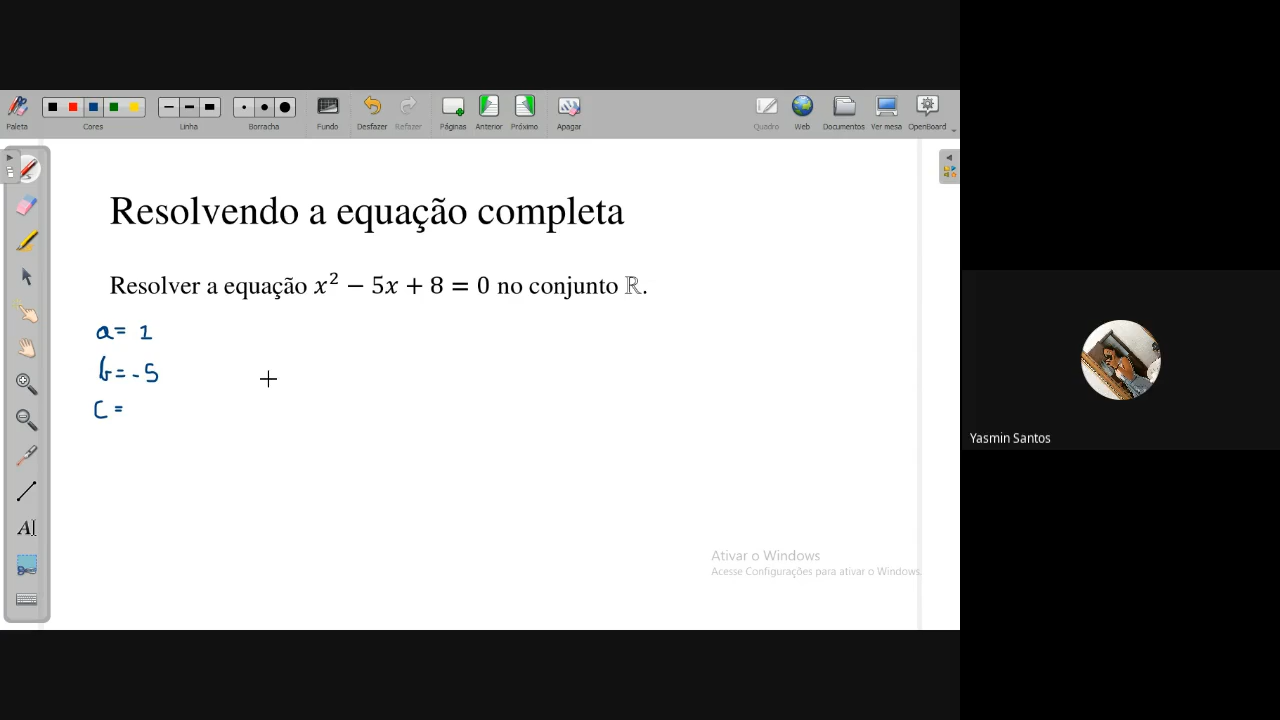 Paleta
Cores
Linha
Borracha
Fundo
Desfazer
Refazer
Páginas
Anterior
Próximo
Apagar
Quadro
Web
Documentos
Ver mesa
OpenBoard
Resolvendo a equação completa
Resolver a equação x² − 5x + 8 = 0 no conjunto ℝ.
a = 1
b = - 5
c =
AI
Yasmin Santos
Ativar o Windows
Acesse Configurações para ativar o Windows.